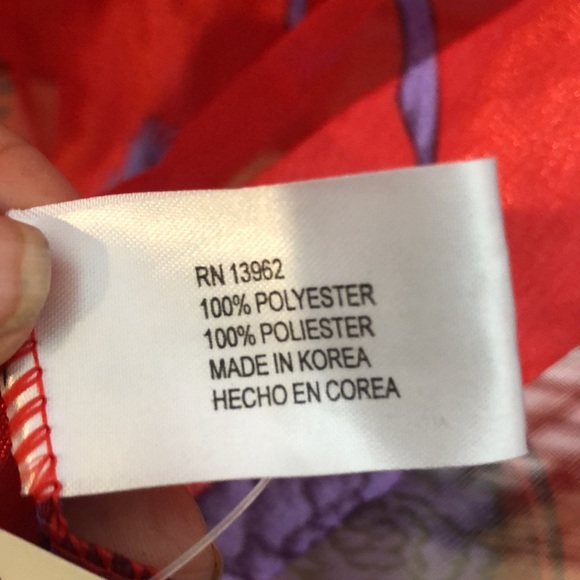 RN 13962
100% POLYESTER
100% POLIESTER
MADE IN KOREA
HECHO EN COREA